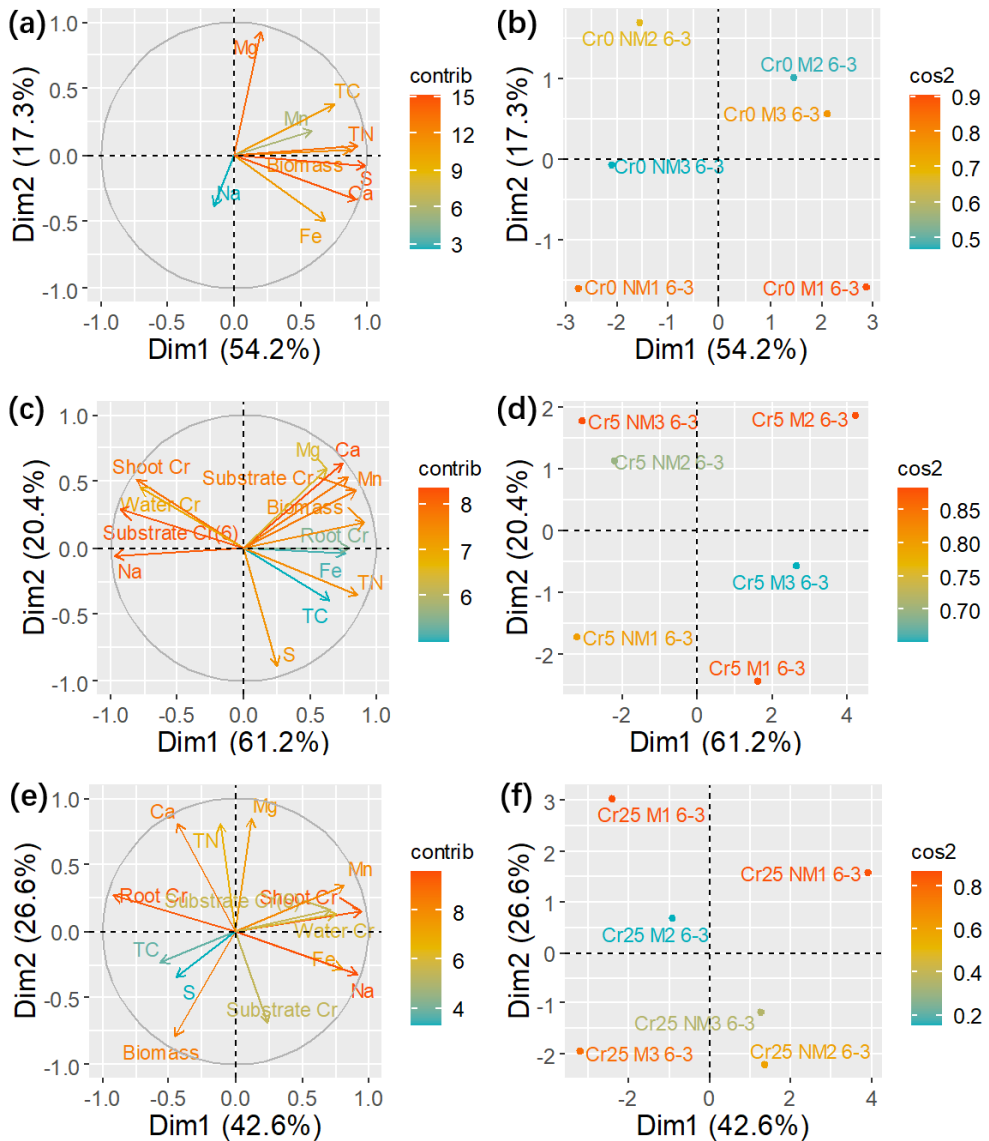 (a)
1.0
0.5
0.0
-0.5
-1.0
Dim2 (17.3%)
Mg
TC
Mn
TN
Biomass
S
Na
Ca
Fe
-1.0 -0.5 0.0 0.5 1.0
Dim1 (54.2%)
contrib
15
12
9
6
3
(b)
1
0
-1
Dim2 (17.3%)
Cr0 NM2 6-3
Cr0 M2 6-3
Cr0 M3 6-3
Cr0 NM3 6-3
Cr0 NM1 6-3
Cr0 M1 6-3
-3 -2 -1 0 1 2 3
Dim1 (54.2%)
cos2
0.9
0.8
0.7
0.6
0.5
(c)
1.0
0.5
0.0
-0.5
-1.0
Dim2 (20.4%)
Mg
Ca
Shoot Cr
Substrate Cr
Mn
Water Cr
Biomass
Substrate Cr(6)
Root Cr
Na
Fe
TN
TC
S
-1.0 -0.5 0.0 0.5 1.0
Dim1 (61.2%)
contrib
8
7
6
(d)
2
1
0
-1
-2
Dim2 (20.4%)
Cr5 NM3 6-3
Cr5 M2 6-3
Cr5 NM2 6-3
Cr5 M3 6-3
Cr5 NM1 6-3
Cr5 M1 6-3
-2 0 2 4
Dim1 (61.2%)
cos2
0.85
0.80
0.75
0.70
(e)
1.0
0.5
0.0
-0.5
-1.0
Dim2 (26.6%)
Ca
Mg
TN
Mn
Root Cr
Substrate
Shoot Cr
Water Cr
TC
Fe
S
Na
Substrate Cr
Biomass
-1.0 -0.5 0.0 0.5 1.0
Dim1 (42.6%)
contrib
8
6
4
(f)
3
2
1
0
-1
-2
Dim2 (26.6%)
Cr25 M1 6-3
Cr25 NM1 6-3
Cr25 M2 6-3
Cr25 NM3 6-3
Cr25 M3 6-3
Cr25 NM2 6-3
-2 0 2 4
Dim1 (42.6%)
cos2
0.8
0.6
0.4
0.2